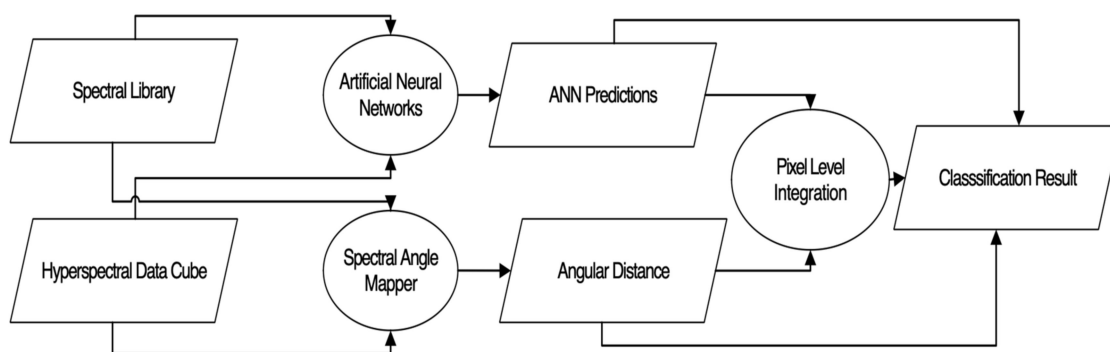 Spectral Library
Artificial Neural
Networks
ANN Predictions
Pixel Level
Integration
Classsification Result
Hyperspectral Data Cube
Spectral Angle
Mapper
Angular Distance